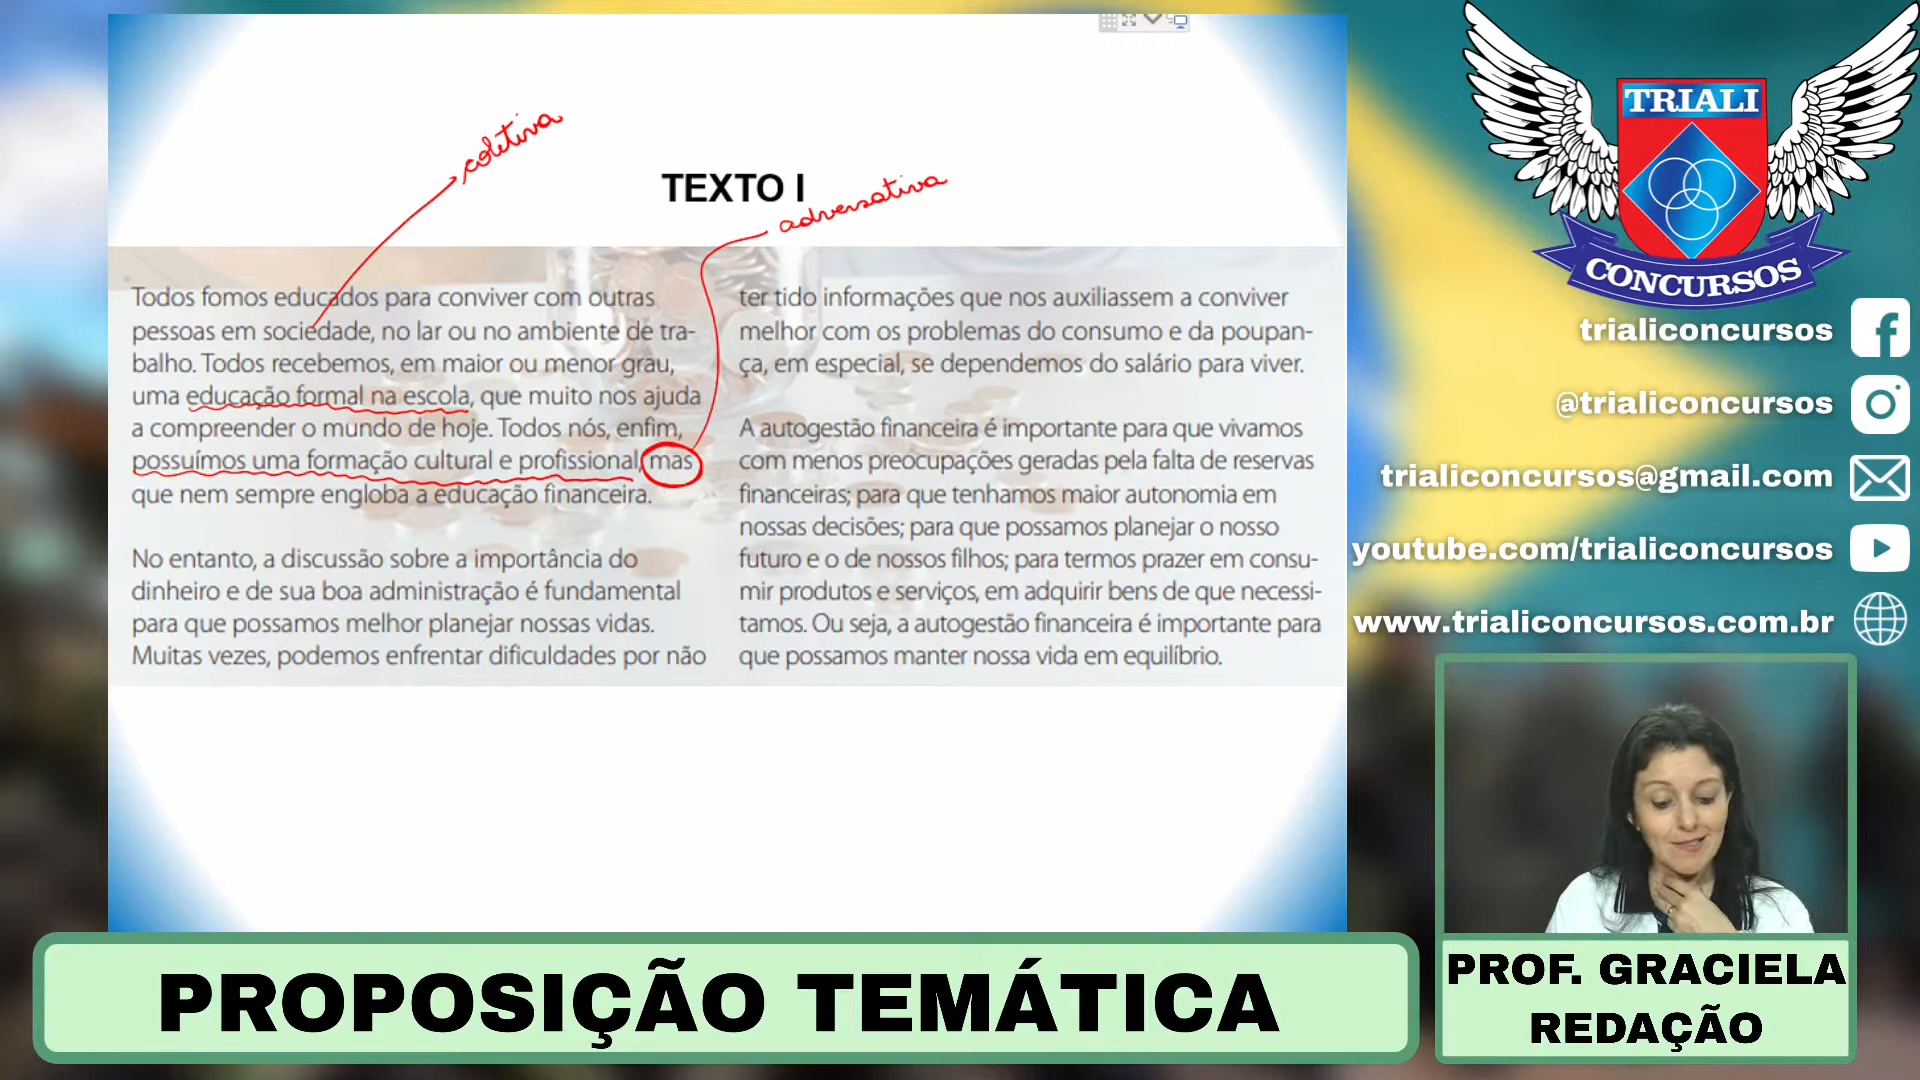 coletiva
TEXTO I
adversativa
Todos fomos educados para conviver com outras
pessoas em sociedade, no lar ou no ambiente de tra-
balho. Todos recebemos, em maior ou menor grau,
uma educação formal na escola, que muito nos ajuda
a compreender o mundo de hoje. Todos nós, enfim,
possuímos uma formação cultural e profissional, mas
que nem sempre engloba a educação financeira.
No entanto, a discussão sobre a importância do
dinheiro e de sua boa administração é fundamental
para que possamos melhor planejar nossas vidas.
Muitas vezes, podemos enfrentar dificuldades por não
ter tido informações que nos auxiliassem a conviver
melhor com os problemas do consumo e da poupan-
ça, em especial, se dependemos do salário para viver.
A autogestão financeira é importante para que vivamos
com menos preocupações geradas pela falta de reservas
financeiras; para que tenhamos maior autonomia em
nossas decisões; para que possamos planejar o nosso
futuro e o de nossos filhos; para termos prazer em consu-
mir produtos e serviços, em adquirir bens de que necessi-
tamos. Ou seja, a autogestão financeira é importante para
que possamos manter nossa vida em equilíbrio.
TRIALI
CONCURSOS
trialiconcursos
@trialiconcursos
trialiconcursos@gmail.com
youtube.com/trialiconcursos
www.trialiconcursos.com.br
PROPOSIÇÃO TEMÁTICA
PROF. GRACIELA
REDAÇÃO